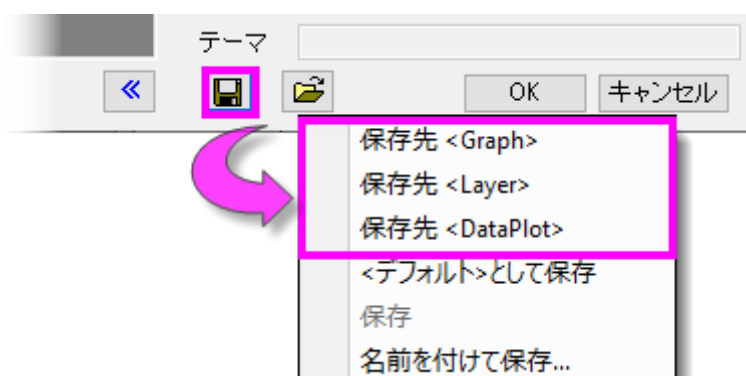 テーマ
OK
キャンセル
保存先 <Graph>
保存先 <Layer>
保存先 <DataPlot>
<デフォルト>として保存
保存
名前を付けて保存...